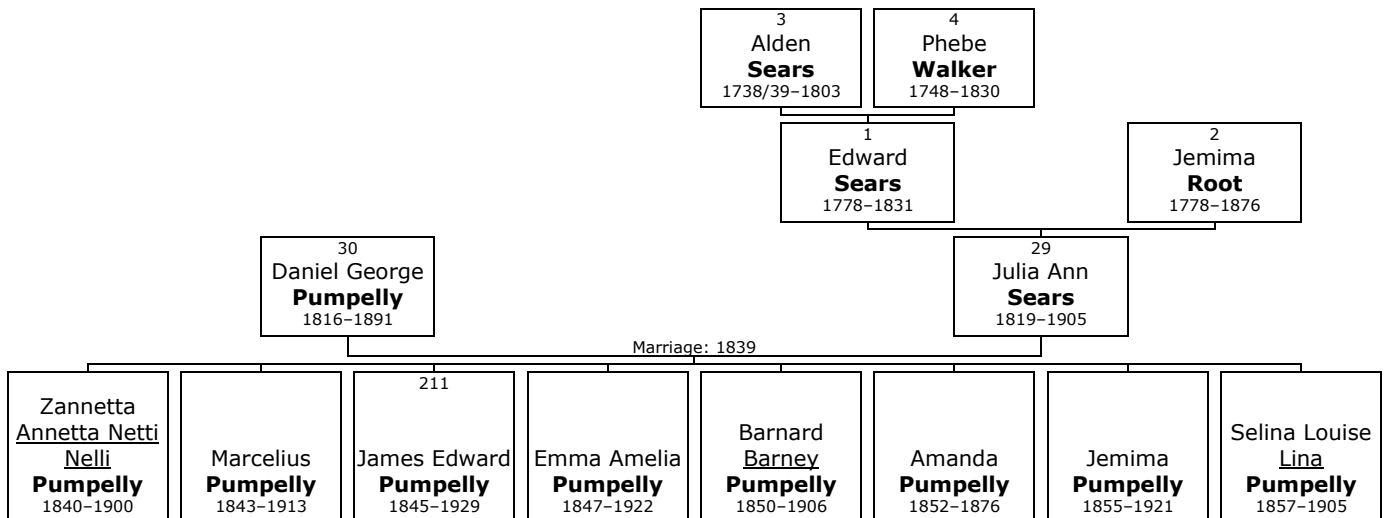 3
Alden
Sears
1738/39–1803
4
Phebe
Walker
1748–1830
1
Edward
Sears
1778–1831
2
Jemima
Root
1778–1876
30
Daniel George
Pumpelly
1816–1891
29
Julia Ann
Sears
1819–1905
Marriage: 1839
Zannetta
Annetta Netti
Nelli
Pumpelly
1840–1900
Marcelius
Pumpelly
1843–1913
211
James Edward
Pumpelly
1845–1929
Emma Amelia
Pumpelly
1847–1922
Barnard
Barney
Pumpelly
1850–1906
Amanda
Pumpelly
1852–1876
Jemima
Pumpelly
1855–1921
Selina Louise
Lina
Pumpelly
1857–1905